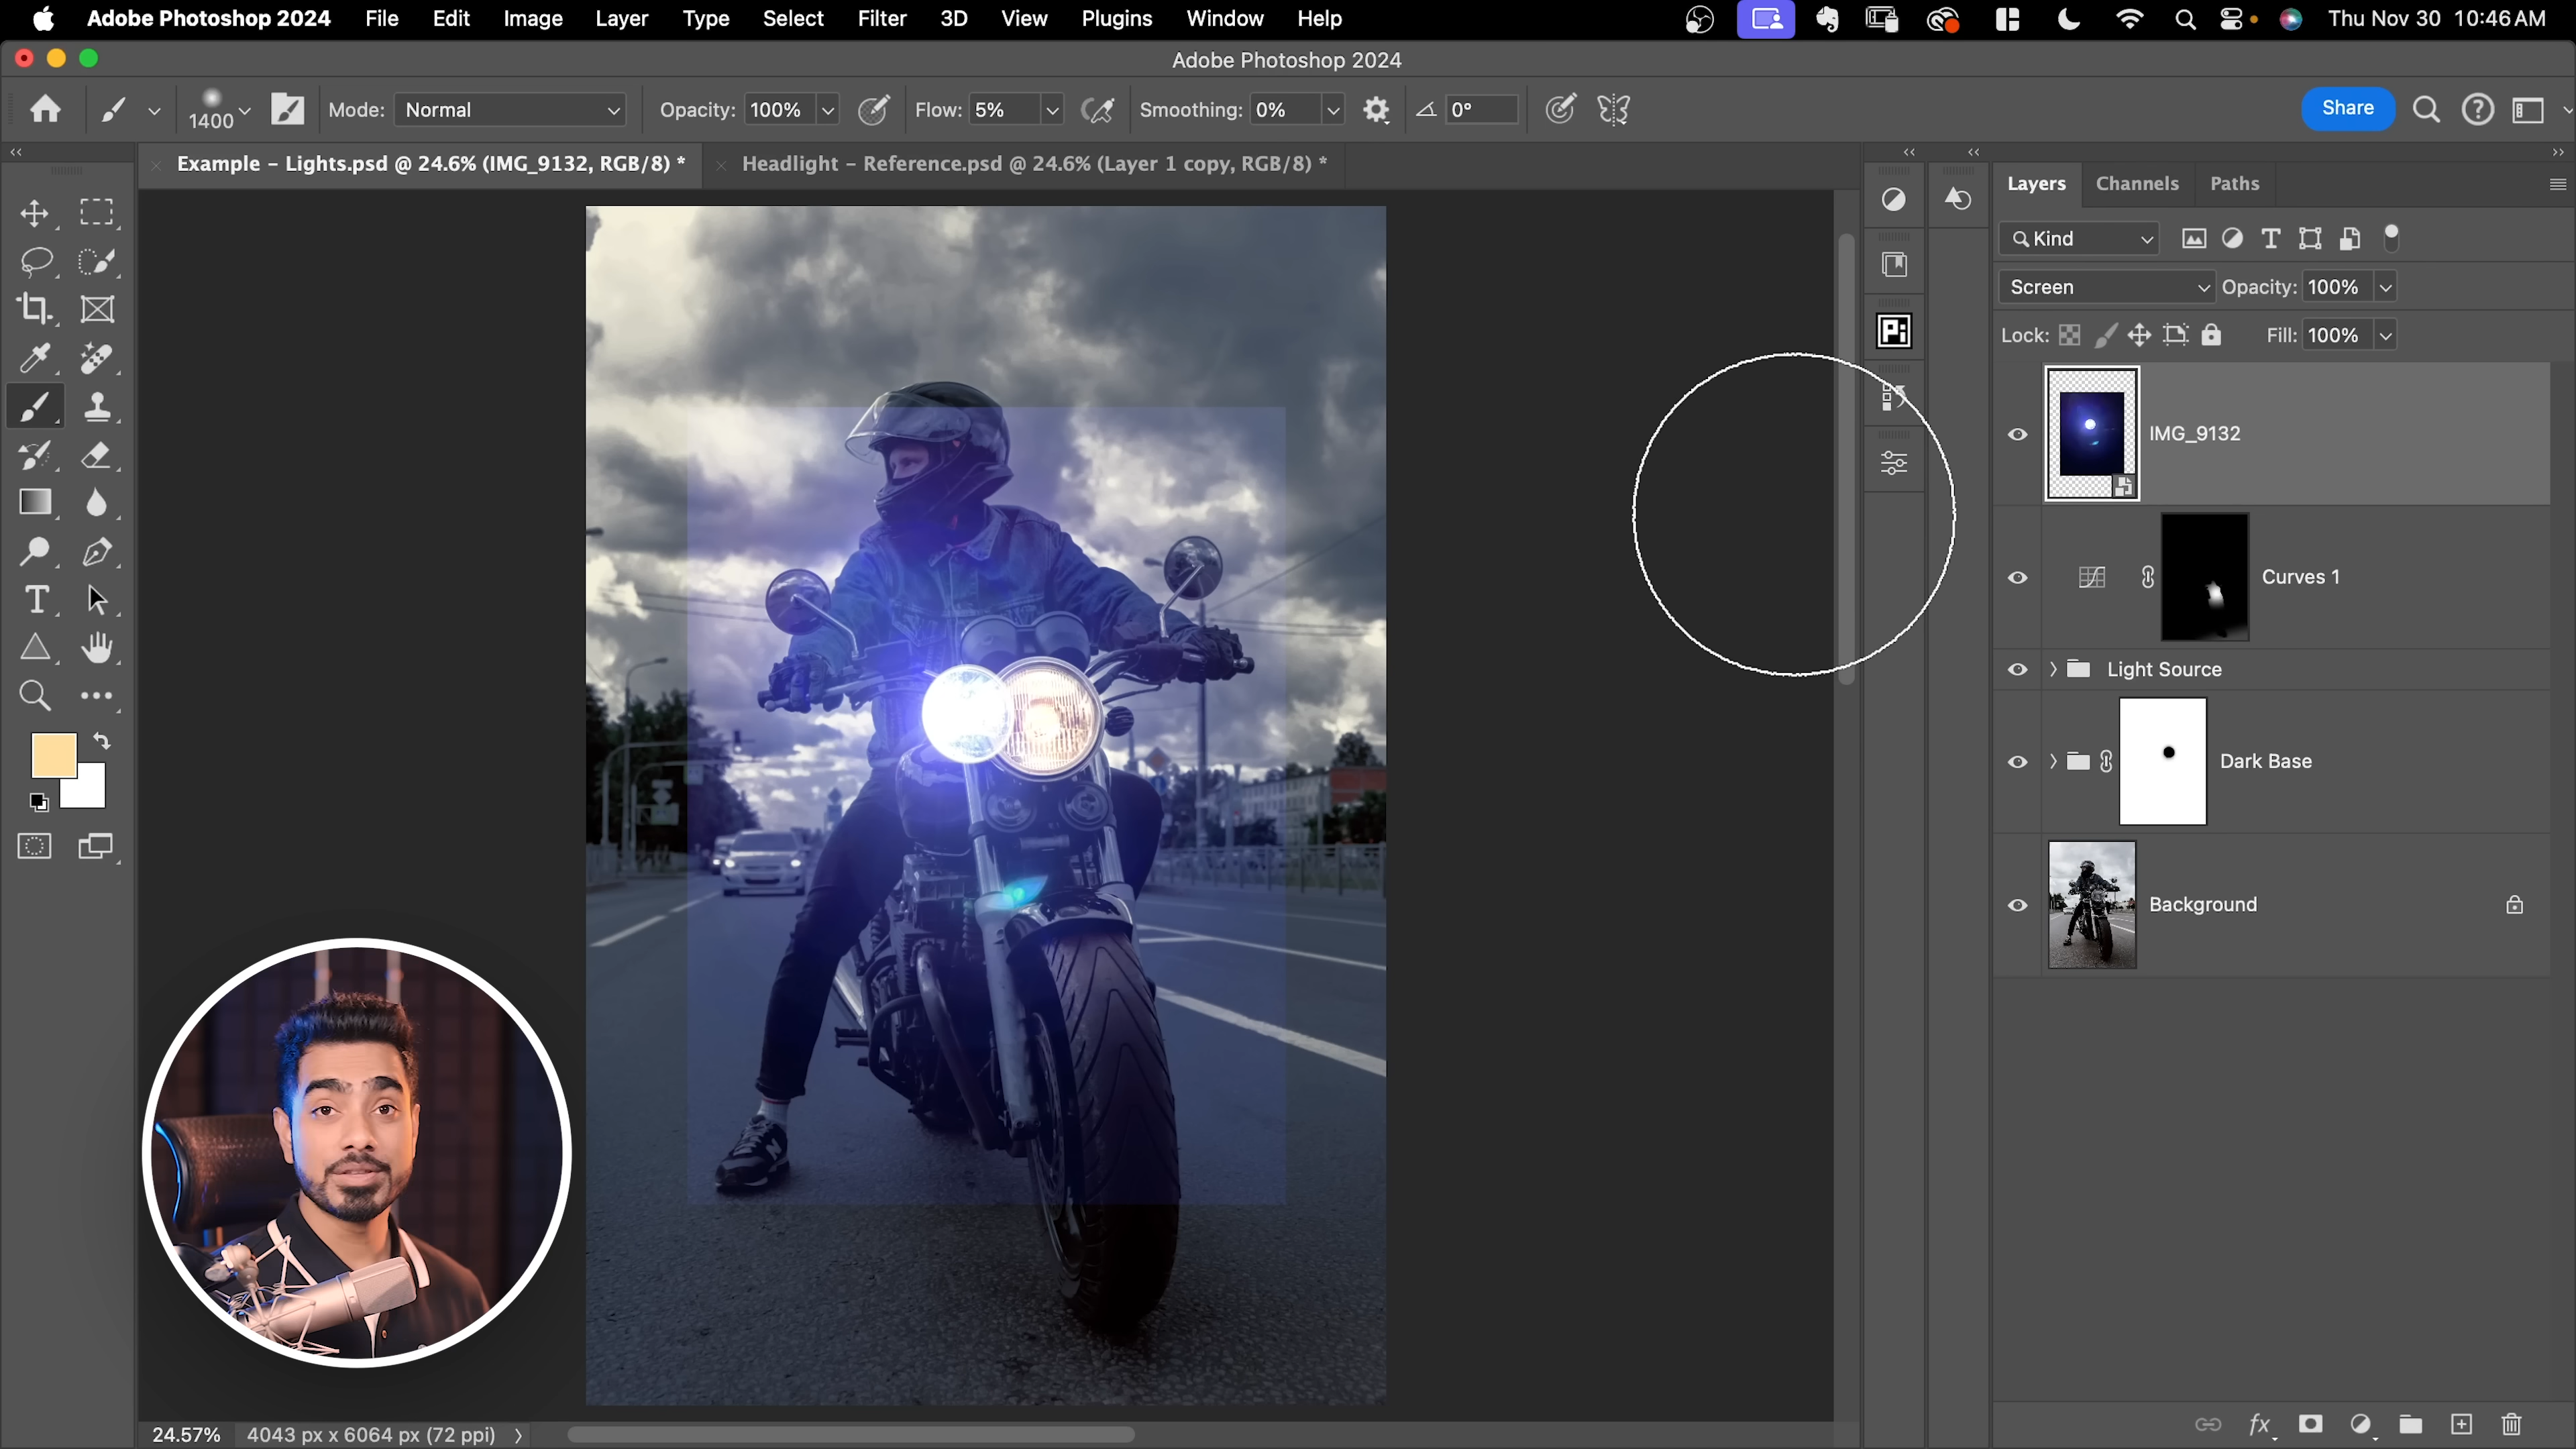 Adobe Photoshop 2024 File Edit Image Layer Type Select Filter 3D View Plugins Window Help Thu Nov 30 10:46 AM
Adobe Photoshop 2024
1400 Mode: Normal Opacity: 100% Flow: 5% Smoothing: 0% 0° Share
Example – Lights.psd @ 24.6% (IMG_9132, RGB/8) * Headlight – Reference.psd @ 24.6% (Layer 1 copy, RGB/8) *
Layers Channels Paths
Kind
Screen Opacity: 100%
Lock: Fill: 100%
Pi
IMG_9132
Curves 1
Light Source
Dark Base
Background
fx
24.57% 4043 px x 6064 px (72 ppi)